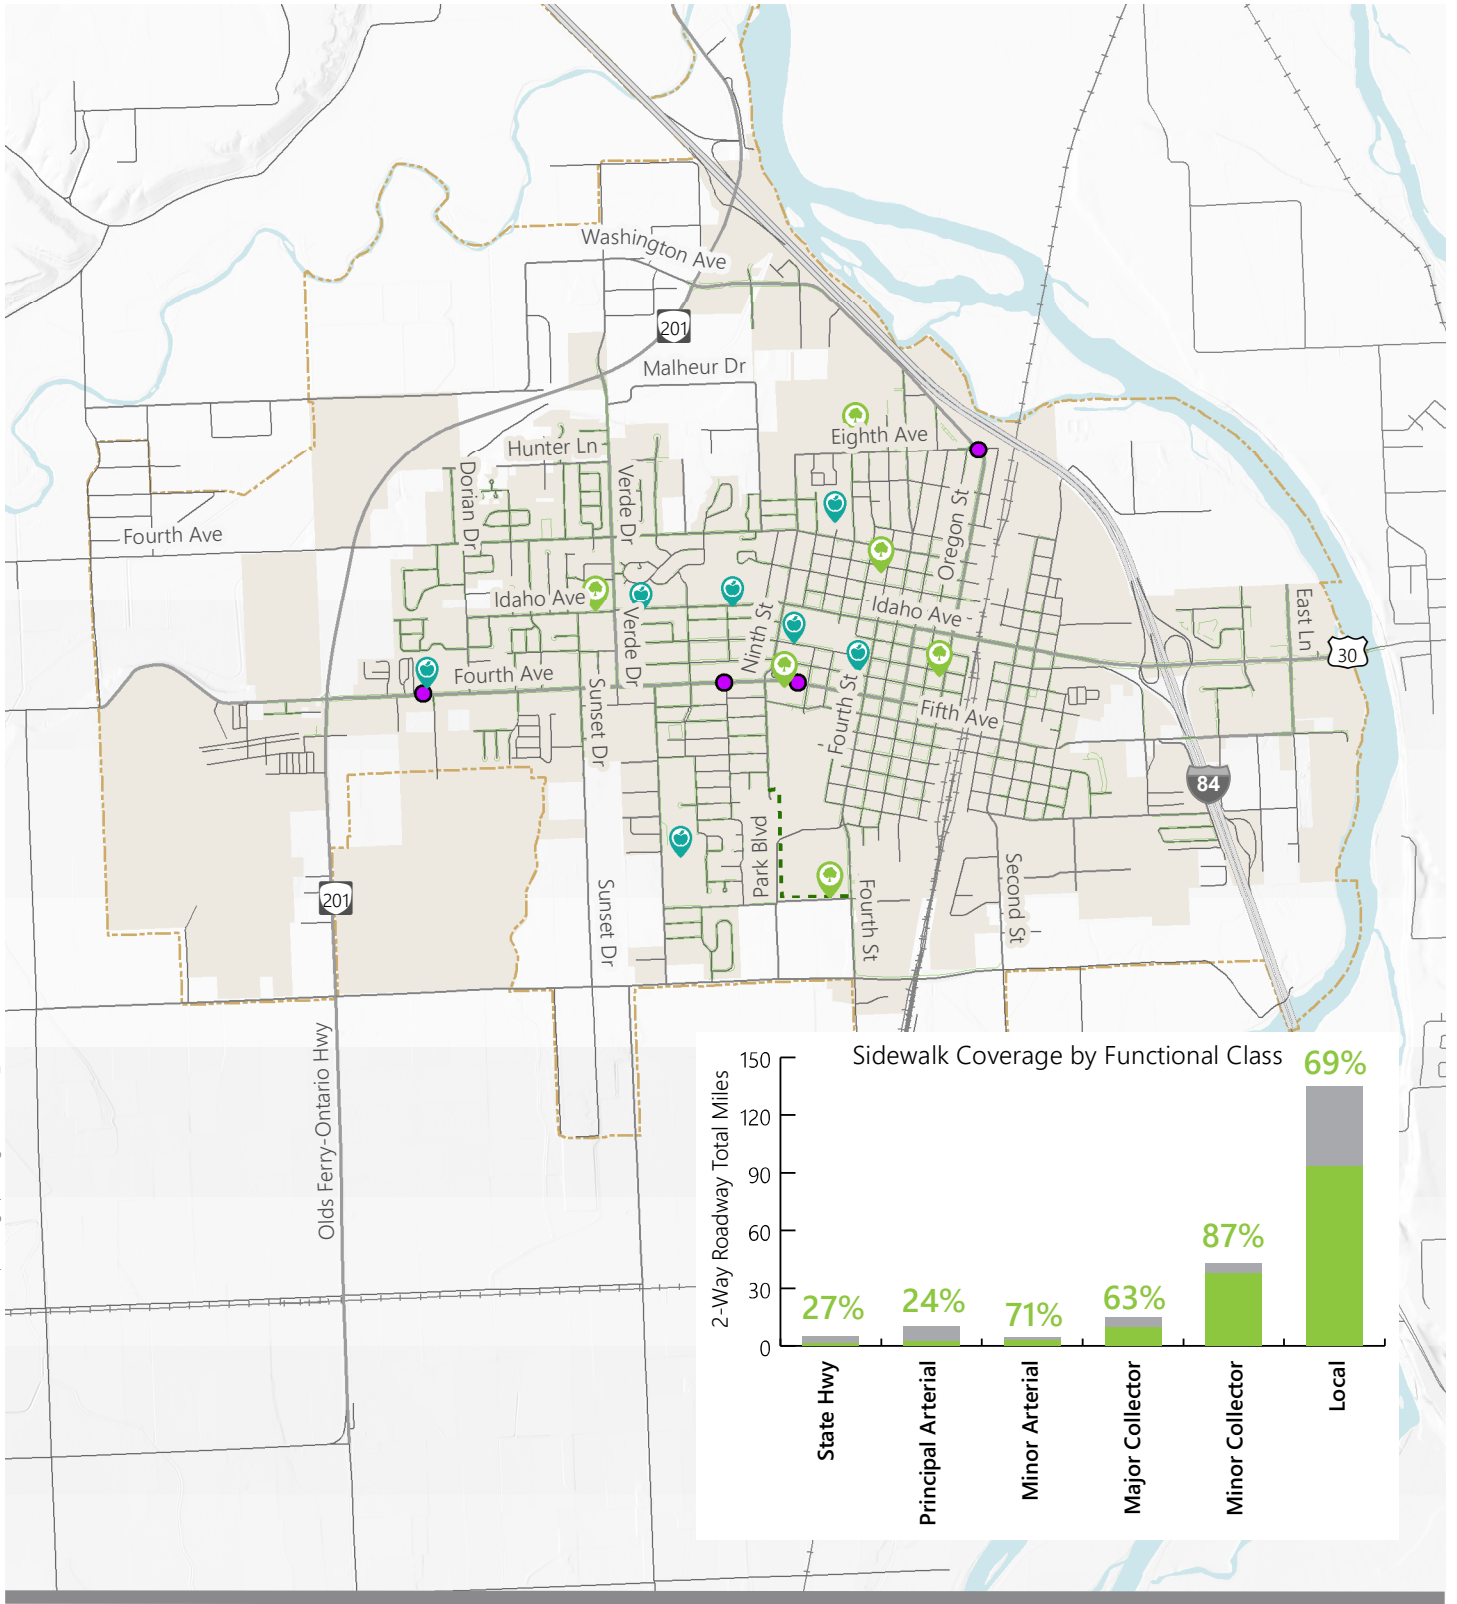 Washington Ave
201
Malheur Dr
Eighth Ave
Hunter Ln
Dorian Dr
Verde Dr
Fourth Ave
Oregon St
Idaho Ave
Idaho Ave
Verde Dr
Ninth St
East Ln
30
Fourth Ave
Sunset Dr
Fourth St
Fifth Ave
84
Park Blvd
201
Sunset Dr
Fourth St
Second St
Olds Ferry-Ontario Hwy
Sidewalk Coverage by Functional Class
2-Way Roadway Total Miles
150
120
90
60
30
0
27%
24%
71%
63%
87%
69%
State Hwy
Principal Arterial
Minor Arterial
Major Collector
Minor Collector
Local